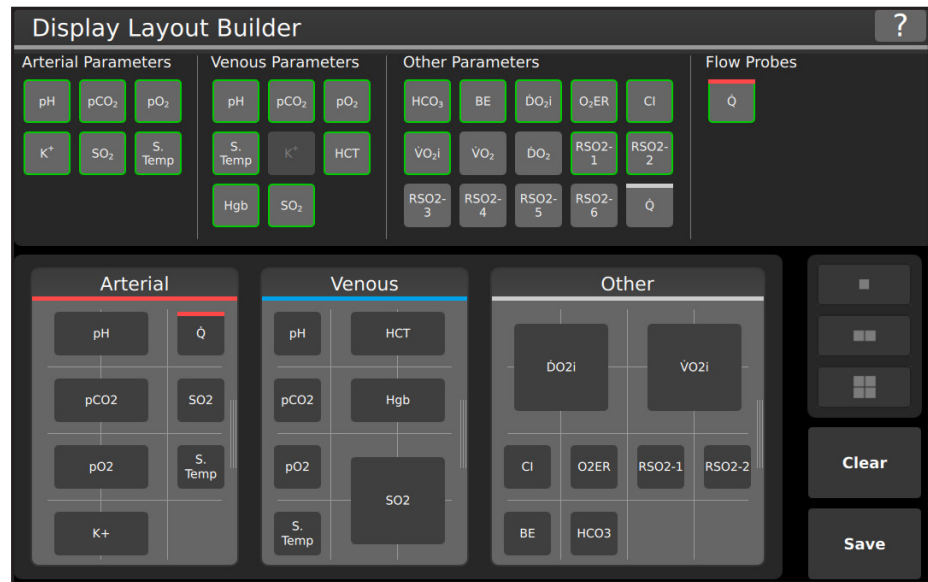 Display Layout Builder ?
Arterial Parameters Venous Parameters Other Parameters Flow Probes
pH pCO₂ pO₂ pH pCO₂ pO₂ HCO₃ BE ḊO₂i O₂ER CI Q̇
K⁺ SO₂ S. Temp S. Temp K⁺ HCT V̇O₂i V̇O₂ ḊO₂ RSO2-1 RSO2-2
Hgb SO₂ RSO2-3 RSO2-4 RSO2-5 RSO2-6 Q̇
Arterial Venous Other
pH Q̇ pH HCT ḊO2i V̇O2i
pCO2 SO2 pCO2 Hgb
pO2 S. Temp pO2 SO2 CI O2ER RSO2-1 RSO2-2
K+ S. Temp BE HCO3
Clear
Save